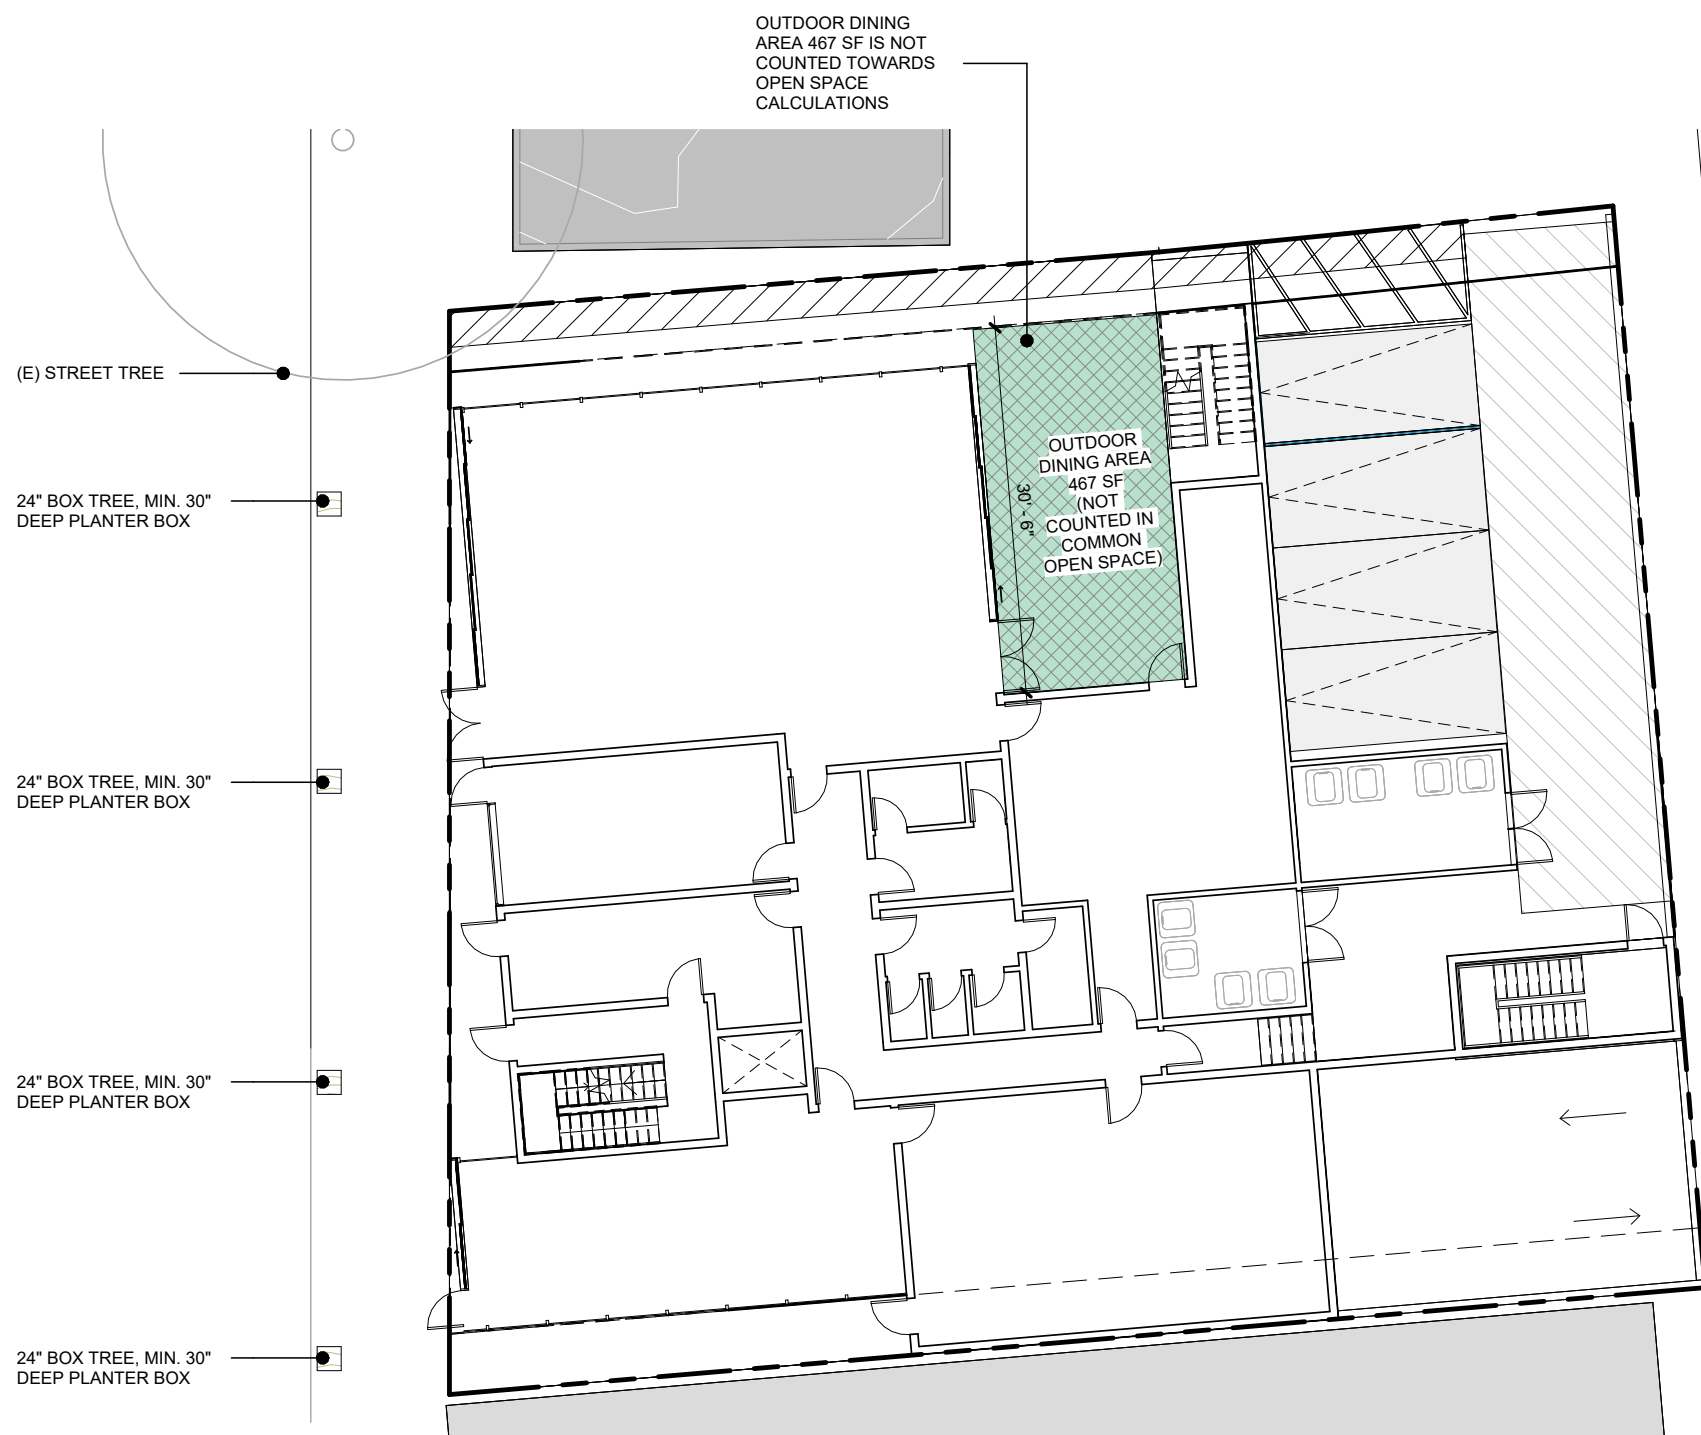 OUTDOOR DINING
AREA 467 SF IS NOT
COUNTED TOWARDS
OPEN SPACE
CALCULATIONS
(E) STREET TREE
OUTDOOR
DINING AREA
467 SF
(NOT
COUNTED IN
COMMON
OPEN SPACE)
30' - 6"
24" BOX TREE, MIN. 30"
DEEP PLANTER BOX
24" BOX TREE, MIN. 30"
DEEP PLANTER BOX
24" BOX TREE, MIN. 30"
DEEP PLANTER BOX
24" BOX TREE, MIN. 30"
DEEP PLANTER BOX